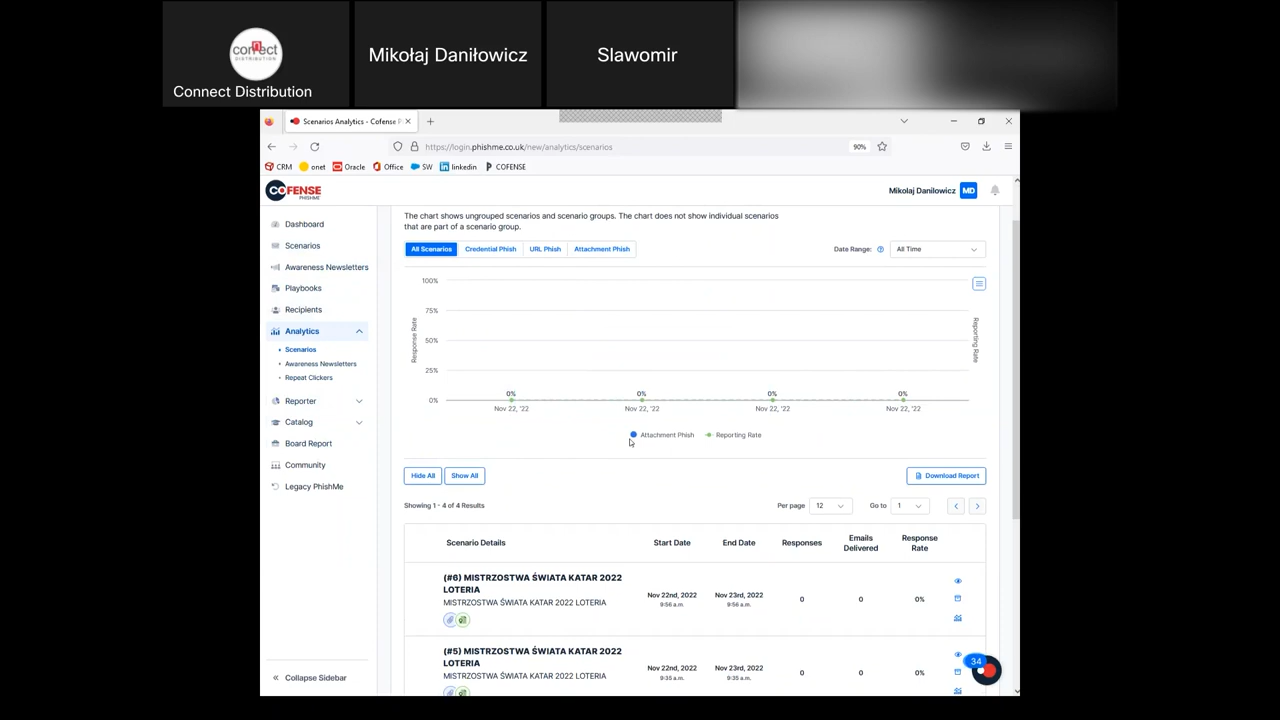 connect
DISTRIBUTION
Connect Distribution
Mikołaj Daniłowicz
Slawomir
Scenarios Analytics - Cofense P
https://login.phishme.co.uk/new/analytics/scenarios
90%
CRM
onet
Oracle
Office
SW
linkedin
COFENSE
COFENSE
PHISHME
Mikolaj Danilowicz
MD
Dashboard
Scenarios
Awareness Newsletters
Playbooks
Recipients
Analytics
Scenarios
Awareness Newsletters
Repeat Clickers
Reporter
Catalog
Board Report
Community
Legacy PhishMe
Collapse Sidebar
The chart shows ungrouped scenarios and scenario groups. The chart does not show individual scenarios
that are part of a scenario group.
All Scenarios
Credential Phish
URL Phish
Attachment Phish
Date Range:
All Time
100%
75%
50%
25%
0%
Response Rate
Reporting Rate
0%
0%
0%
0%
Nov 22, '22
Nov 22, '22
Nov 22, '22
Nov 22, '22
Attachment Phish
Reporting Rate
Hide All
Show All
Download Report
Showing 1 - 4 of 4 Results
Per page
12
Go to
1
Scenario Details
Start Date
End Date
Responses
Emails
Delivered
Response
Rate
(#6) MISTRZOSTWA ŚWIATA KATAR 2022
LOTERIA
MISTRZOSTWA ŚWIATA KATAR 2022 LOTERIA
Nov 22nd, 2022
9:56 a.m.
Nov 23rd, 2022
9:56 a.m.
0
0
0%
(#5) MISTRZOSTWA ŚWIATA KATAR 2022
LOTERIA
MISTRZOSTWA ŚWIATA KATAR 2022 LOTERIA
Nov 22nd, 2022
9:35 a.m.
Nov 23rd, 2022
9:35 a.m.
0
0
0%
34